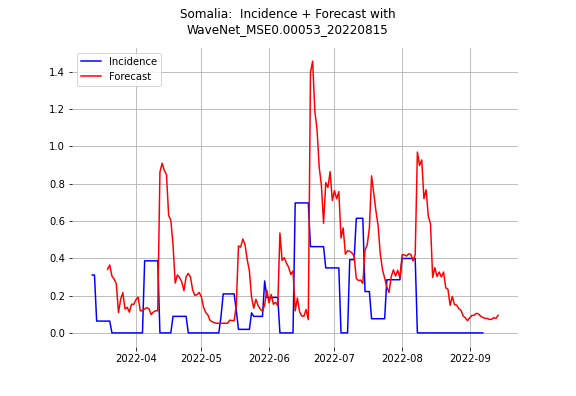 Somalia:  Incidence + Forecast with
WaveNet_MSE0.00053_20220815
Incidence
Forecast
1.4
1.2
1.0
0.8
0.6
0.4
0.2
0.0
2022-04 2022-05 2022-06 2022-07 2022-08 2022-09